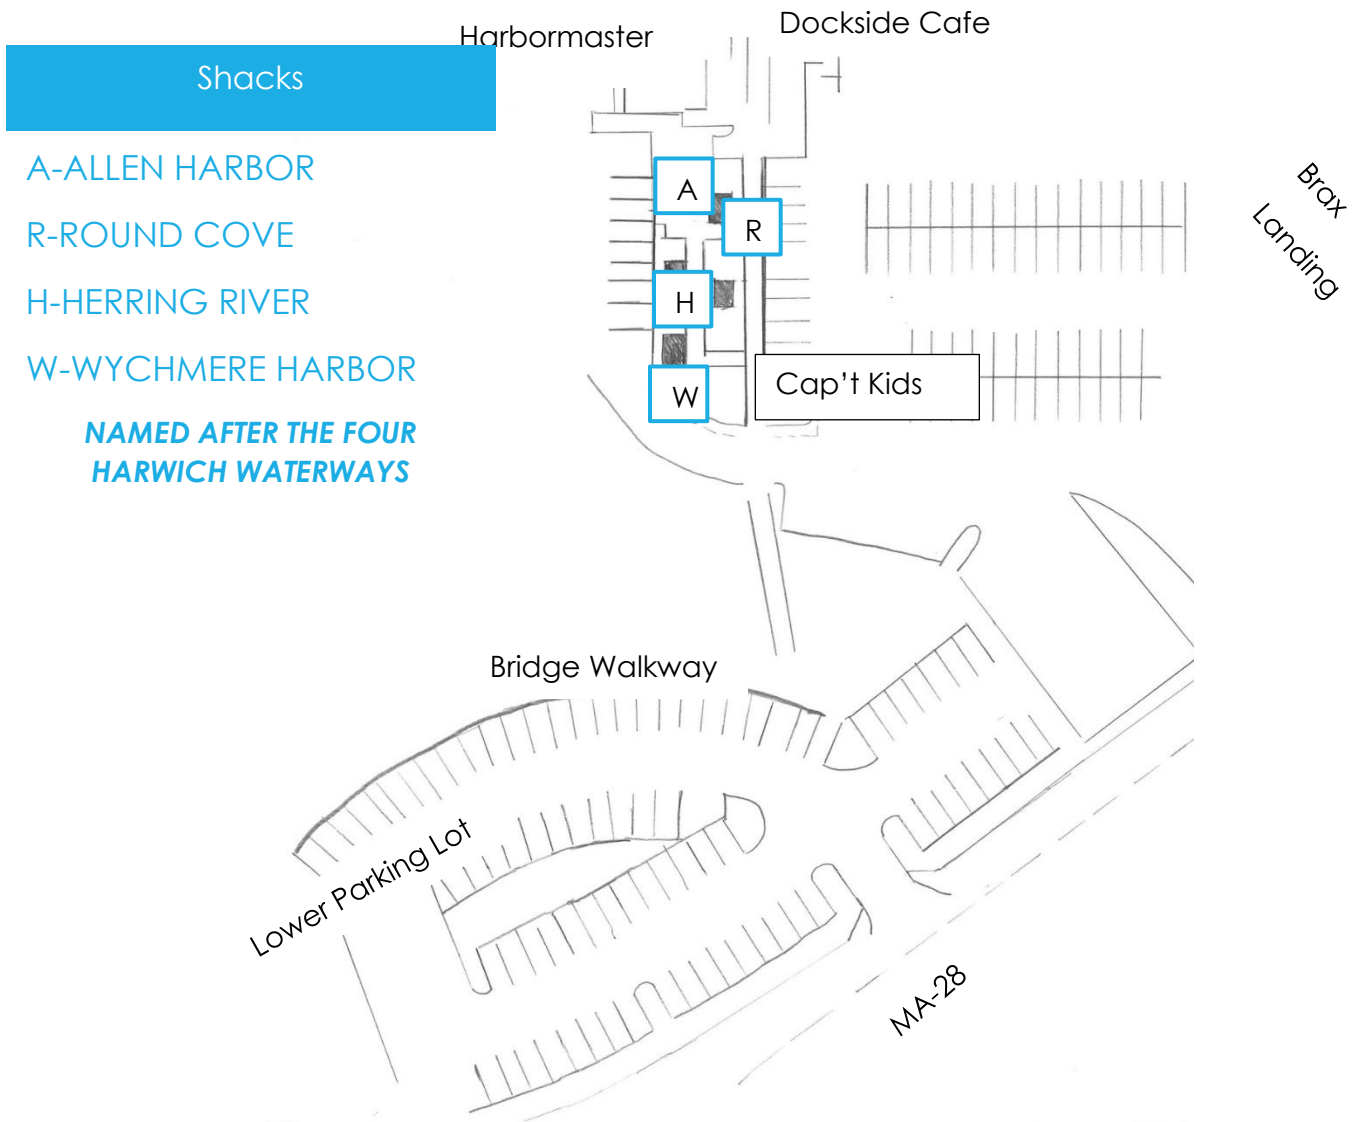 Harbormaster
Dockside Cafe
Shacks
A-ALLEN HARBOR
R-ROUND COVE
H-HERRING RIVER
W-WYCHMERE HARBOR
NAMED AFTER THE FOUR
HARWICH WATERWAYS
A
R
H
W
Cap't Kids
Brax
Landing
Bridge Walkway
Lower Parking Lot
MA-28